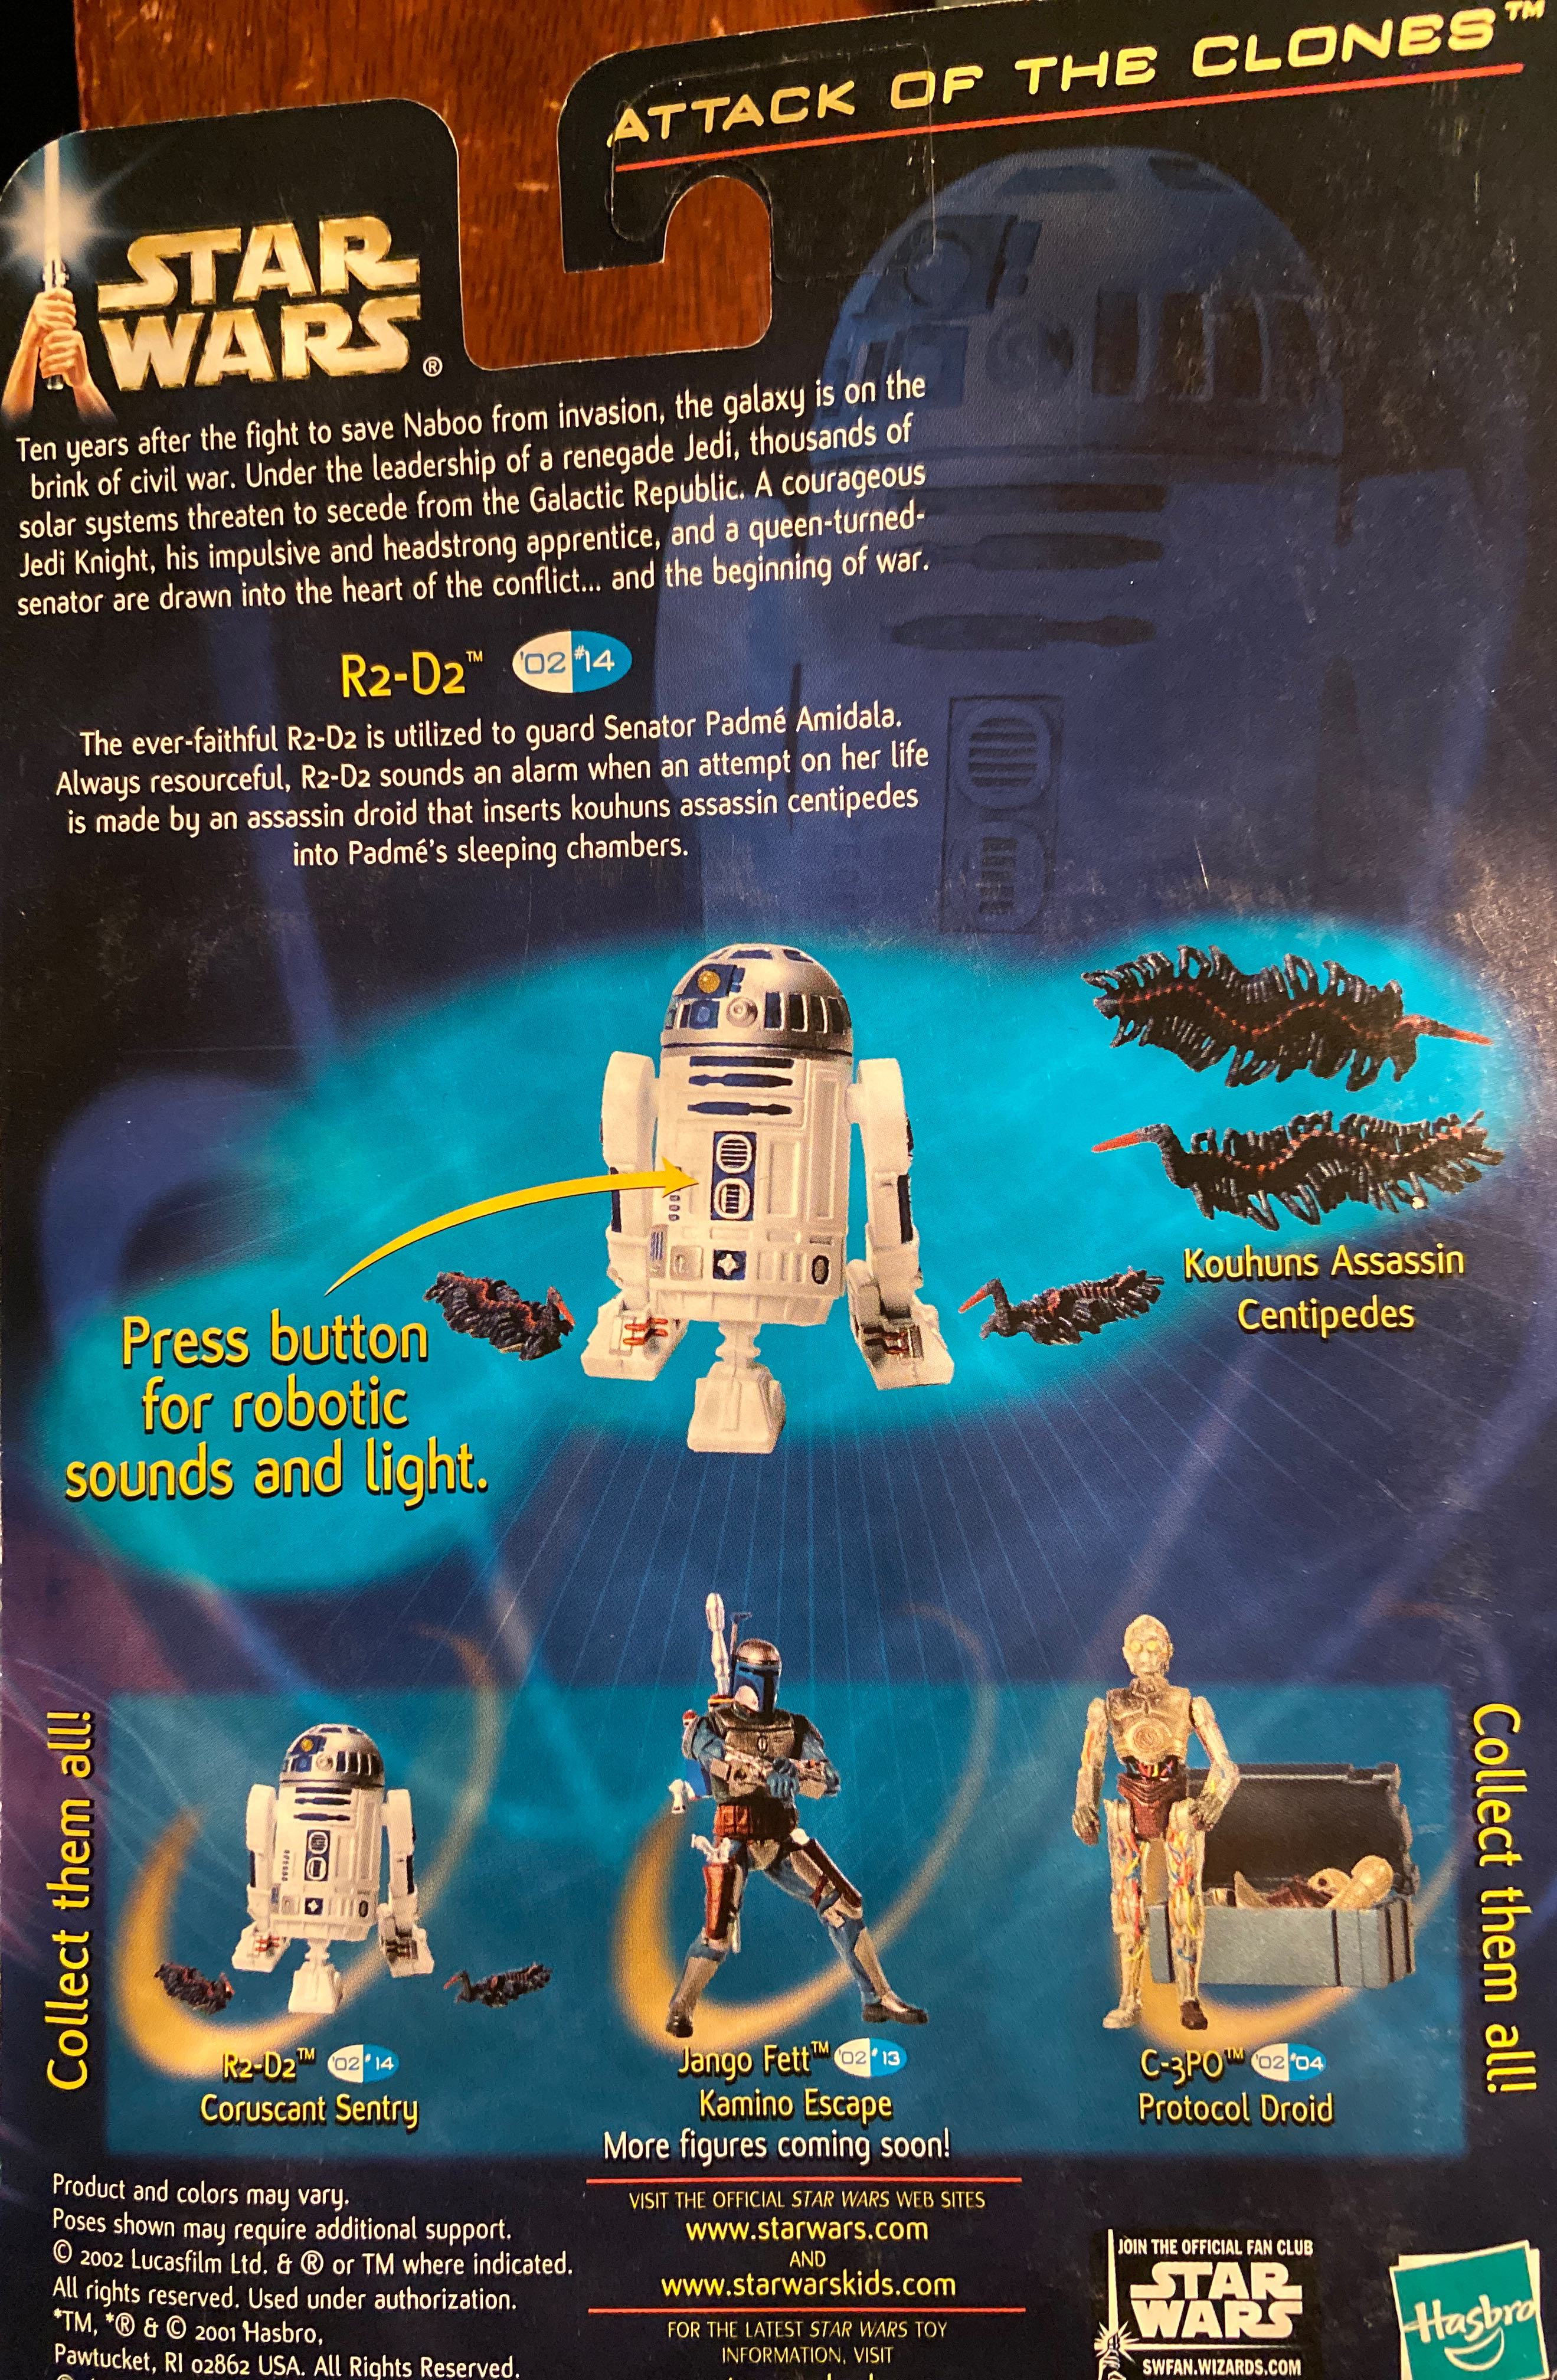 ATTACK OF THE CLONES™
STAR
WARS®
Ten years after the fight to save Naboo from invasion, the galaxy is on the
brink of civil war. Under the leadership of a renegade Jedi, thousands of
solar systems threaten to secede from the Galactic Republic. A courageous
Jedi Knight, his impulsive and headstrong apprentice, and a queen-turned-
senator are drawn into the heart of the conflict... and the beginning of war.
R2-D2™ '02 #14
The ever-faithful R2-D2 is utilized to guard Senator Padmé Amidala.
Always resourceful, R2-D2 sounds an alarm when an attempt on her life
is made by an assassin droid that inserts kouhuns assassin centipedes
into Padmé's sleeping chambers.
Kouhuns Assassin
Centipedes
Press button
for robotic
sounds and light.
Collect them all!
R2-D2™ '02 #14
Coruscant Sentry
Jango Fett™ '02 #13
Kamino Escape
C-3PO™ '02 #04
Protocol Droid
Collect them all!
More figures coming soon!
Product and colors may vary.
Poses shown may require additional support.
© 2002 Lucasfilm Ltd. & ® or TM where indicated.
All rights reserved. Used under authorization.
*TM, *® & © 2001 Hasbro,
Pawtucket, RI 02862 USA. All Rights Reserved.
VISIT THE OFFICIAL STAR WARS WEB SITES
www.starwars.com
AND
www.starwarskids.com
FOR THE LATEST STAR WARS TOY
INFORMATION, VISIT
JOIN THE OFFICIAL FAN CLUB
STAR
WARS
SWFAN.WIZARDS.COM
Hasbro